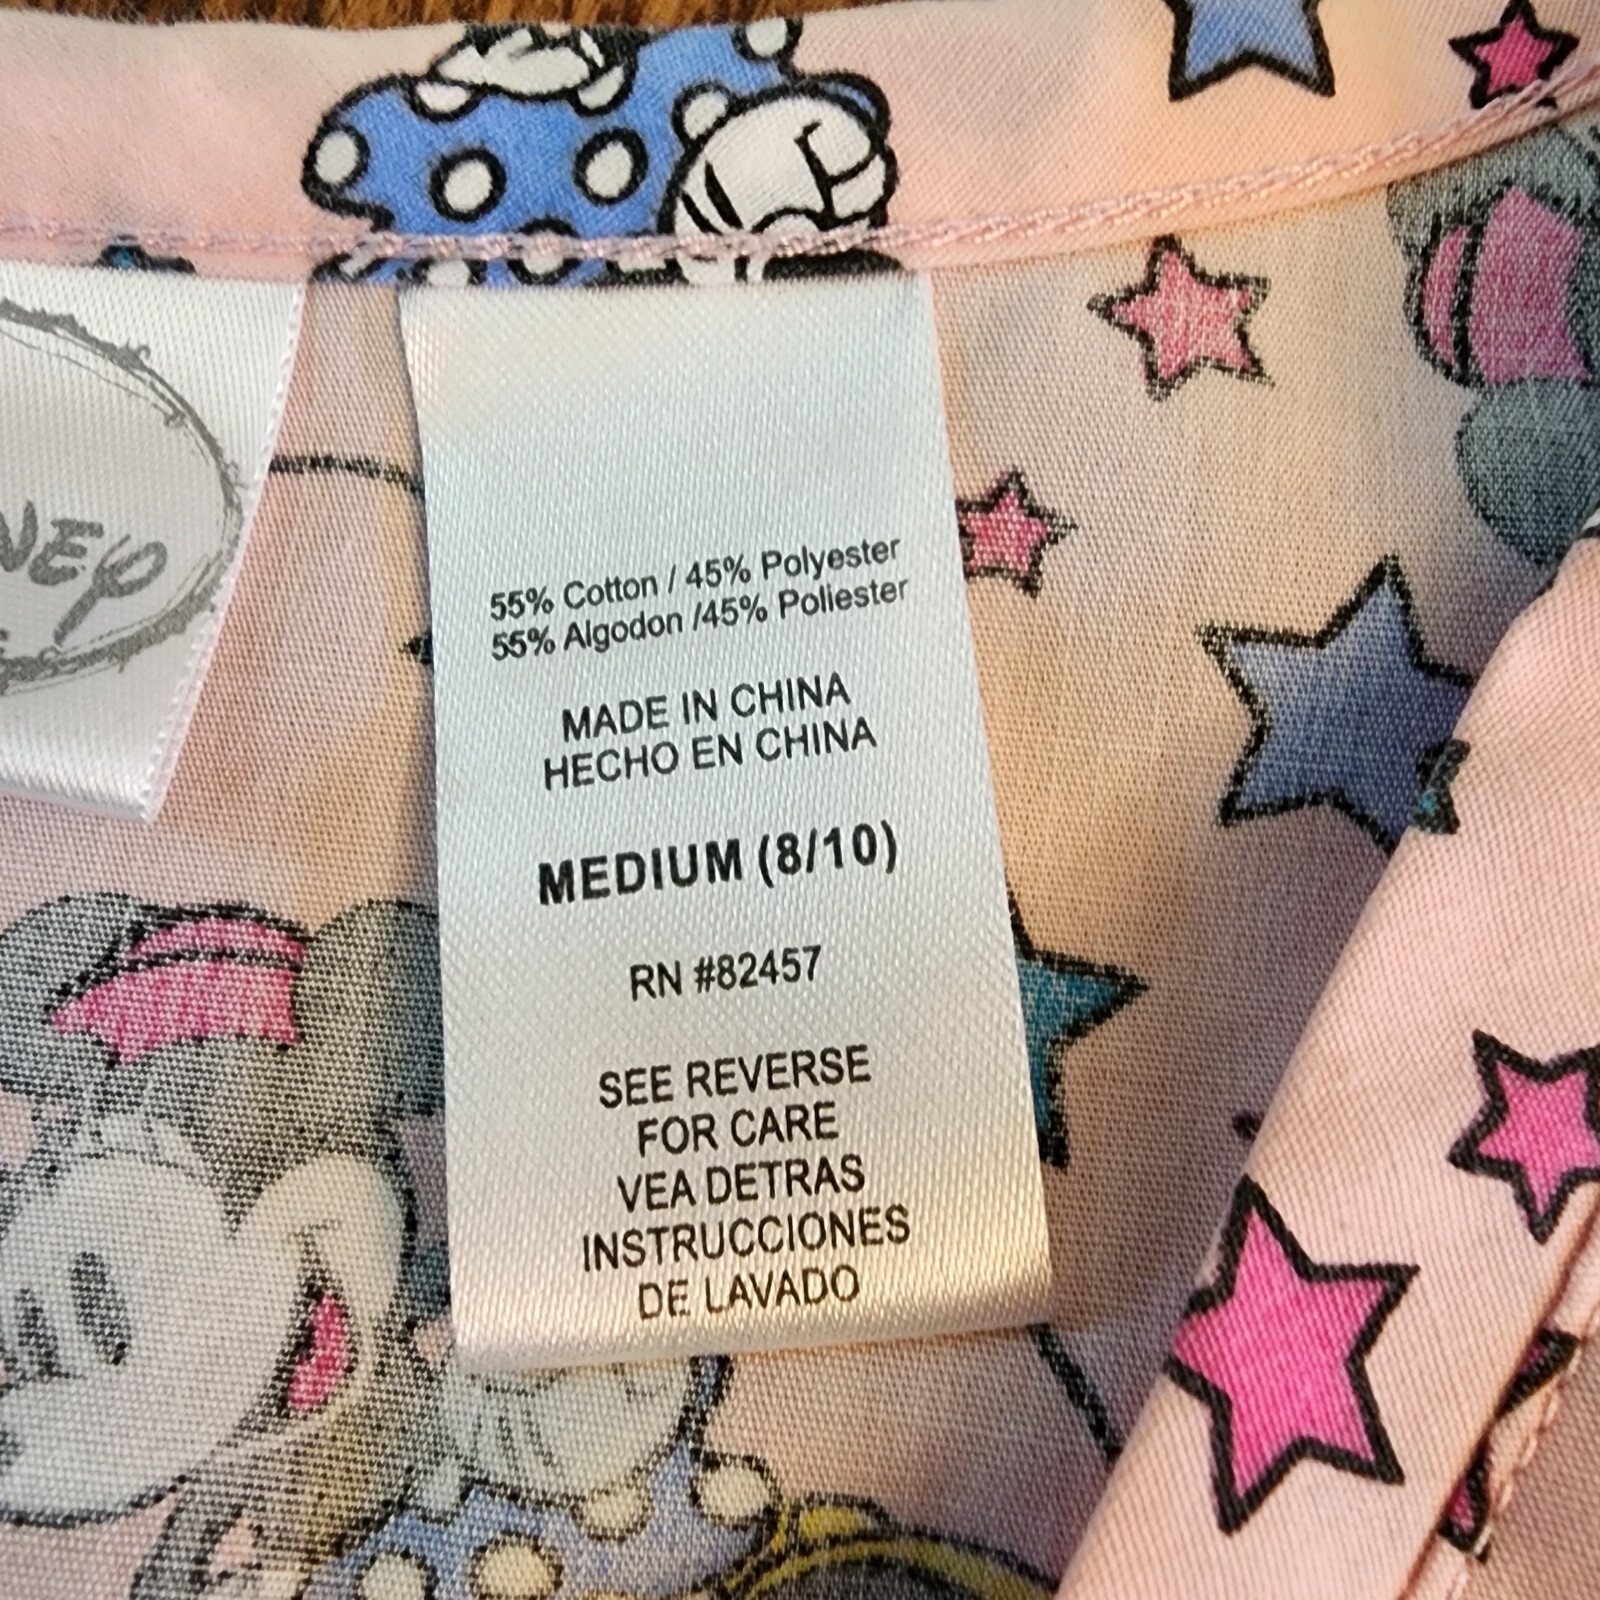 NEY
55% Cotton / 45% Polyester
55% Algodon /45% Poliester
MADE IN CHINA
HECHO EN CHINA
MEDIUM (8/10)
RN #82457
SEE REVERSE
FOR CARE
VEA DETRAS
INSTRUCCIONES
DE LAVADO